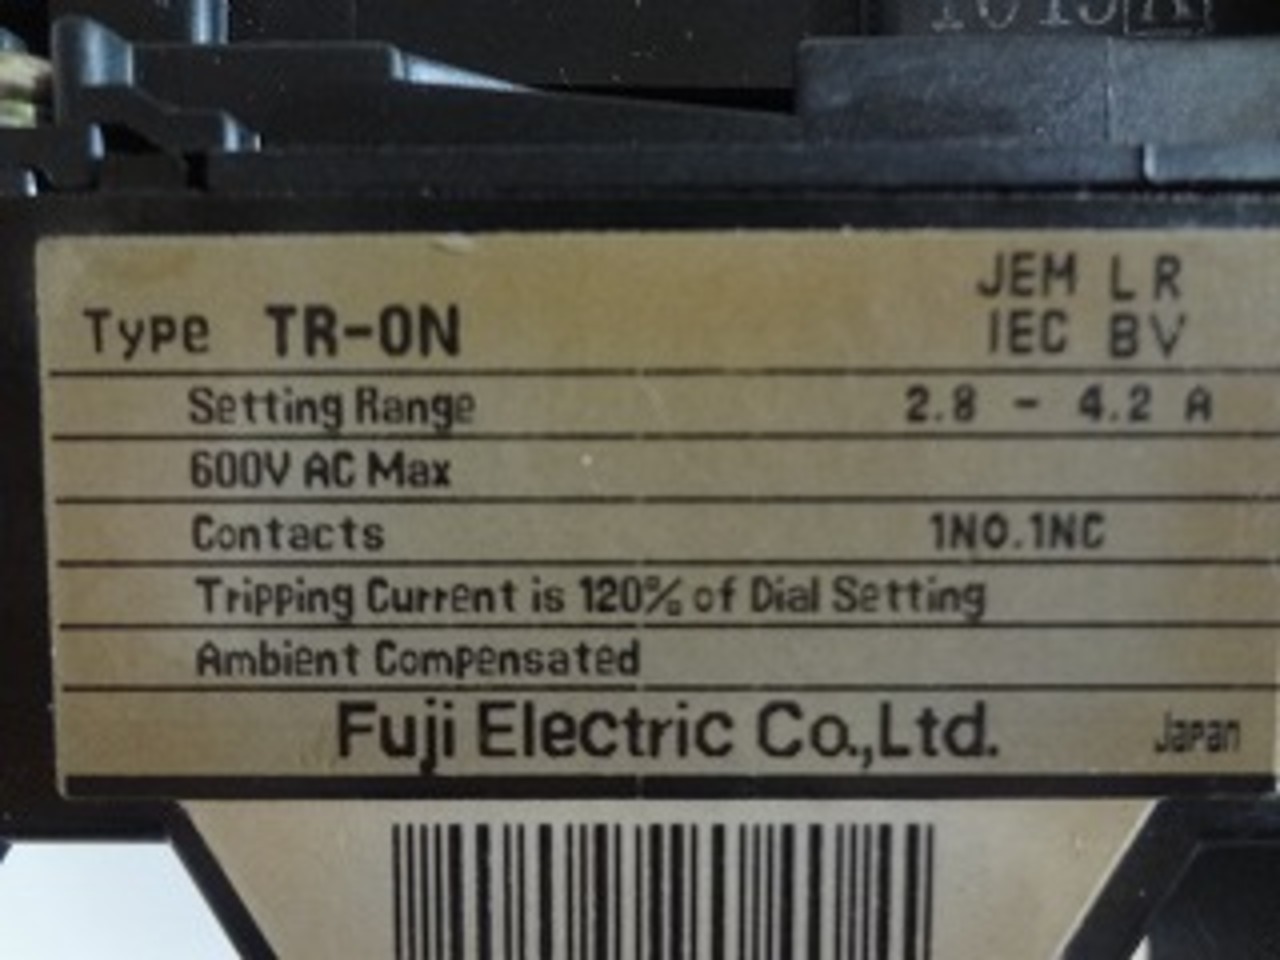 JEM LR
Type TR-0N IEC BV
Setting Range 2.8 - 4.2 A
600V AC Max
Contacts 1NO.1NC
Tripping Current is 120% of Dial Setting
Ambient Compensated
Fuji Electric Co.,Ltd. Japan